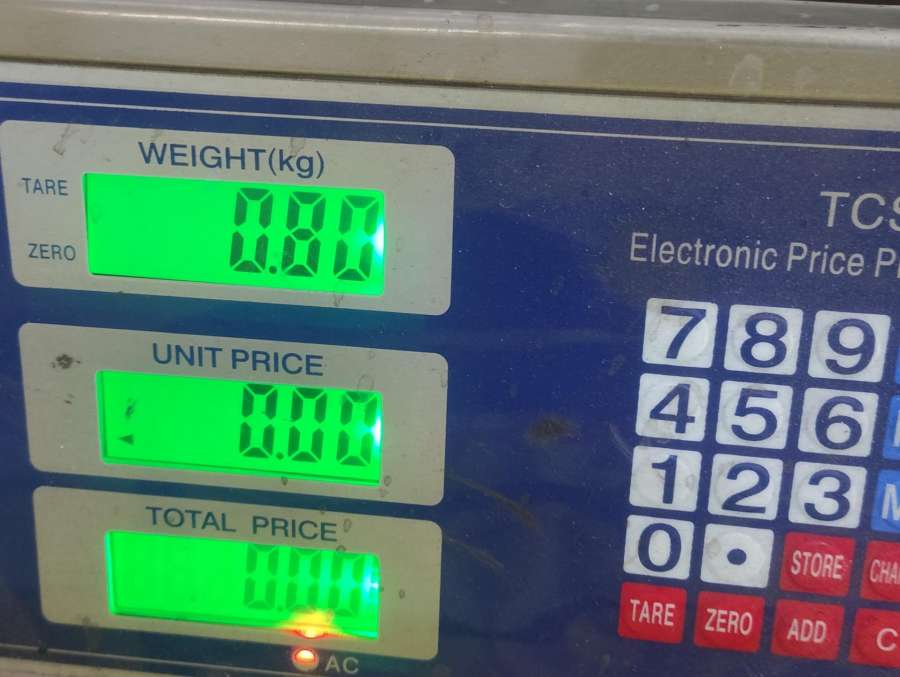 WEIGHT(kg)
TARE
0.80
ZERO
UNIT PRICE
0.00
TOTAL PRICE
0.00
AC
TCS
Electronic Price
7 8 9
4 5 6
1 2 3
0 .
STORE
TARE ZERO ADD C